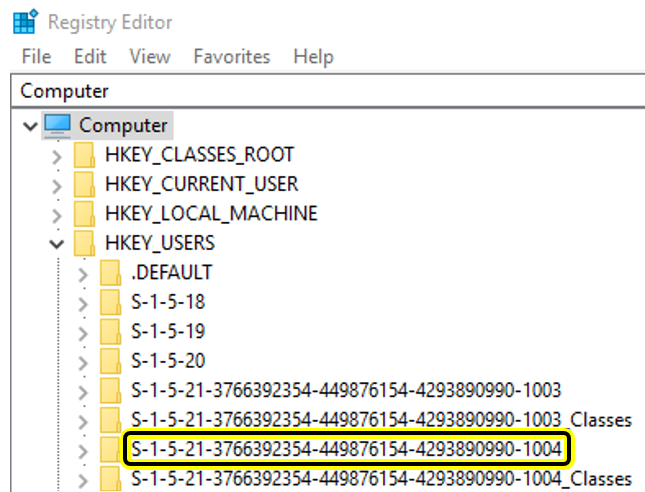 Registry Editor
File Edit View Favorites Help
Computer
Computer
HKEY_CLASSES_ROOT
HKEY_CURRENT_USER
HKEY_LOCAL_MACHINE
HKEY_USERS
.DEFAULT
S-1-5-18
S-1-5-19
S-1-5-20
S-1-5-21-3766392354-449876154-4293890990-1003
S-1-5-21-3766392354-449876154-4293890990-1003_Classes
S-1-5-21-3766392354-449876154-4293890990-1004
S-1-5-21-3766392354-449876154-4293890990-1004_Classes